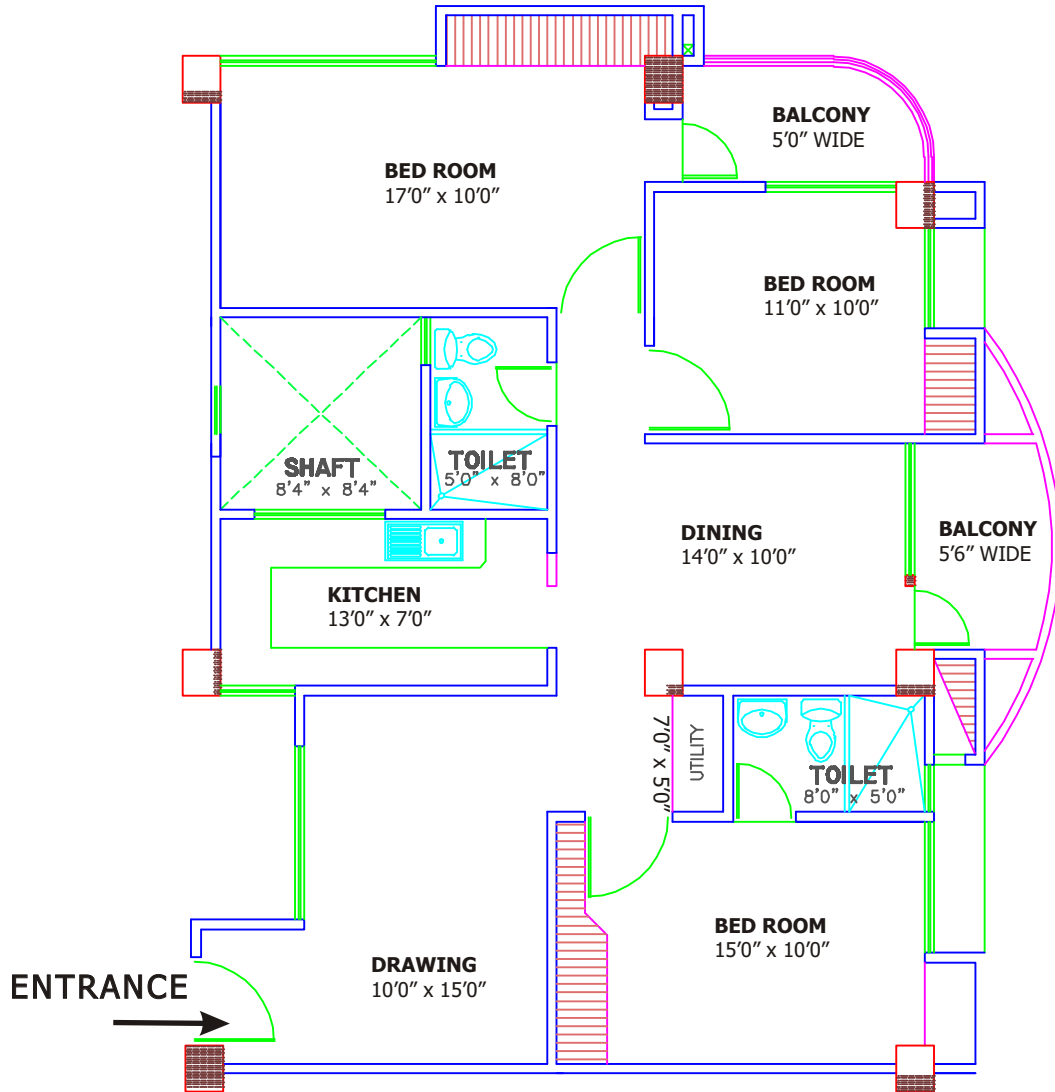 BALCONY
5'0” WIDE
BED ROOM
17'0” x 10'0”
BED ROOM
11'0” x 10'0”
SHAFT
8'4" x 8'4"
TOILET
5'0" x 8'0"
DINING
14'0” x 10'0”
BALCONY
5'6” WIDE
KITCHEN
13'0” x 7'0”
7'0” x 5'0”
UTILITY
TOILET
8'0" x 5'0"
BED ROOM
15'0” x 10'0”
DRAWING
10'0” x 15'0”
ENTRANCE